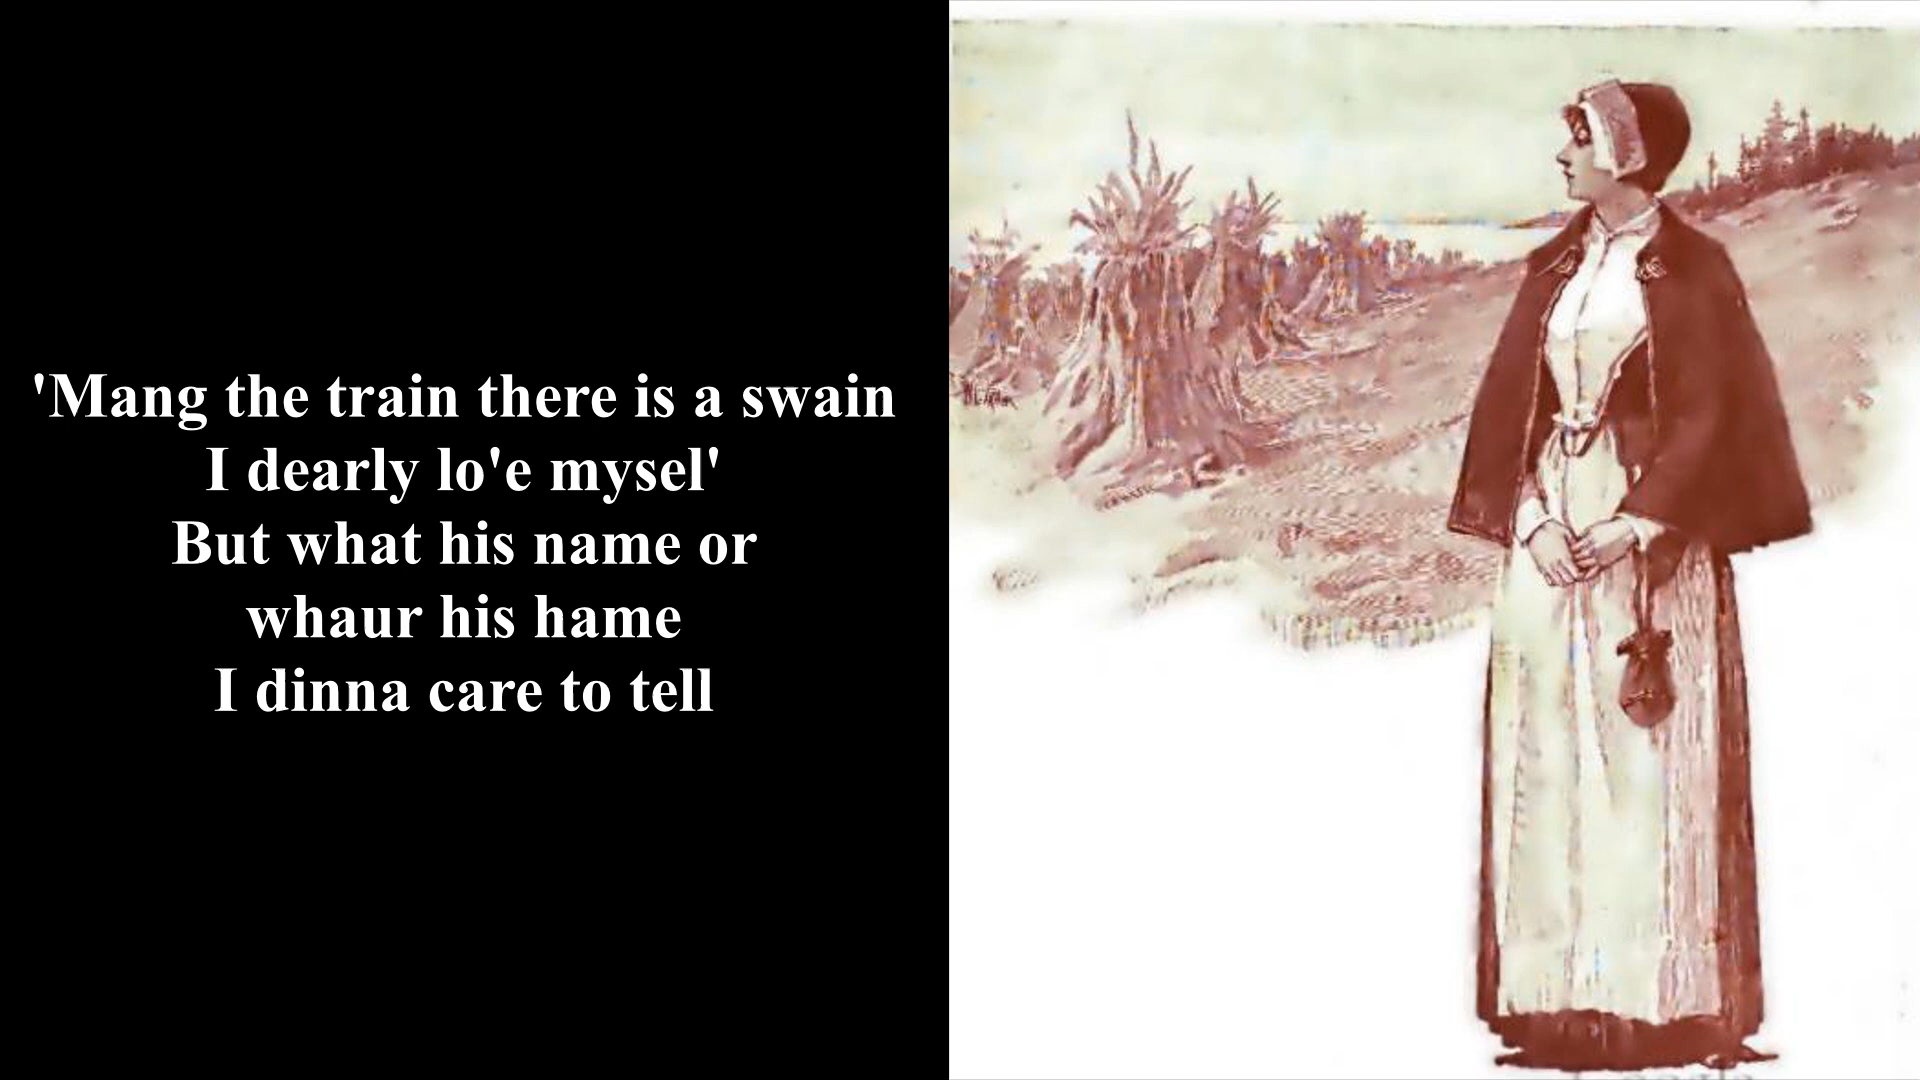 'Mang the train there is a swain
I dearly lo'e mysel'
But what his name or
whaur his hame
I dinna care to tell